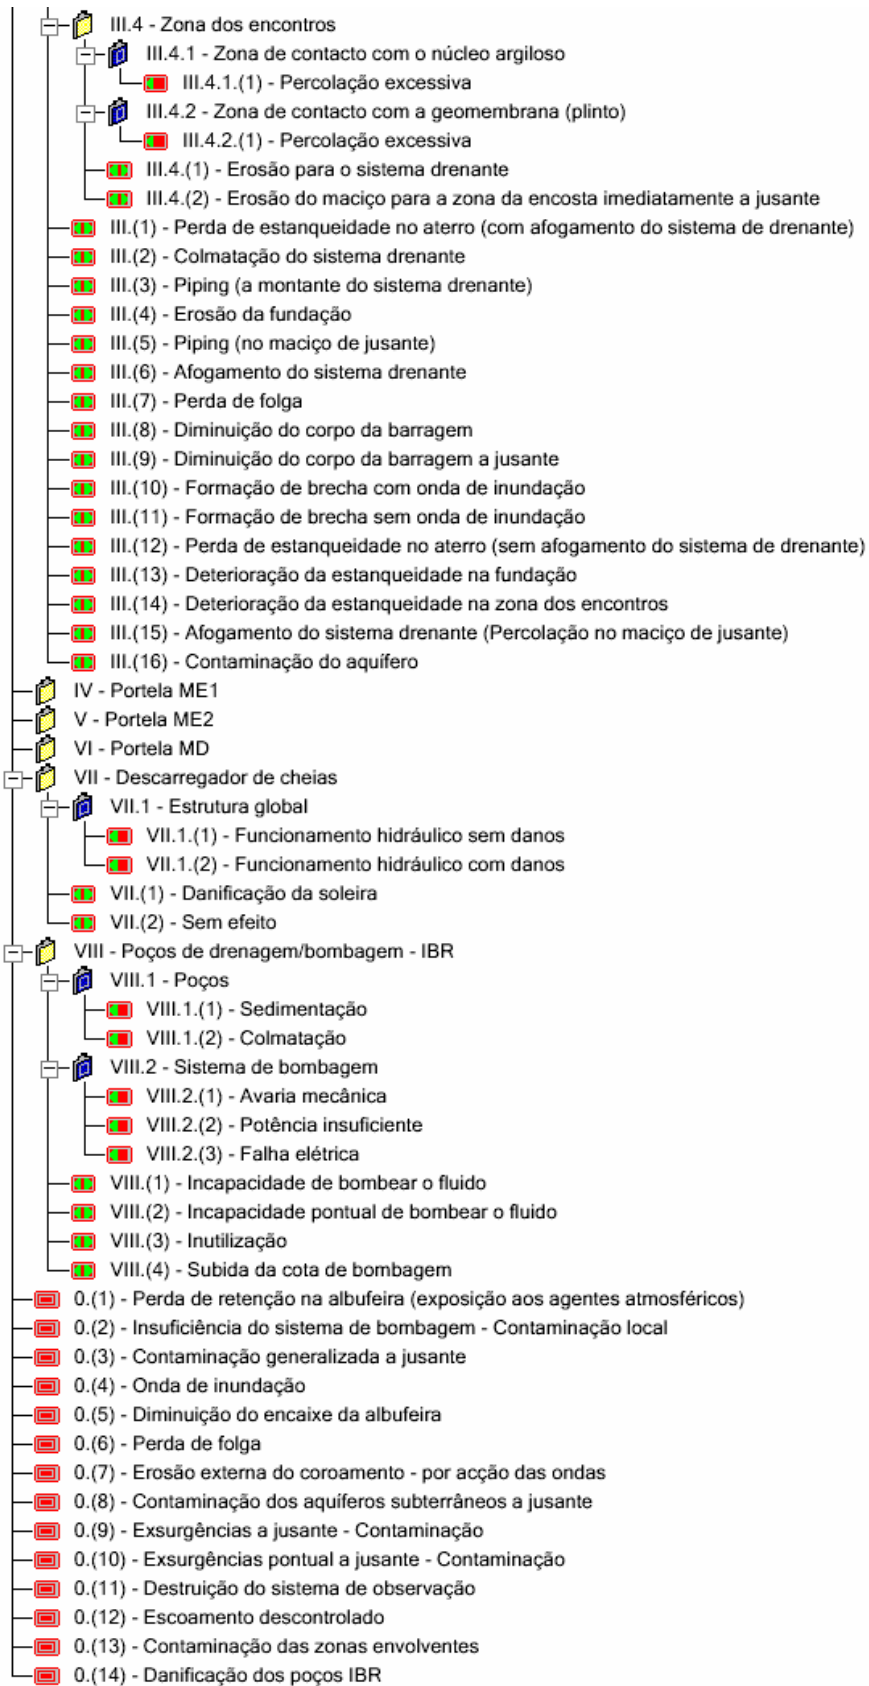 III.4 - Zona dos encontros
III.4.1 - Zona de contacto com o núcleo argiloso
III.4.1.(1) - Percolação excessiva
III.4.2 - Zona de contacto com a geomembrana (plinto)
III.4.2.(1) - Percolação excessiva
III.4.(1) - Erosão para o sistema drenante
III.4.(2) - Erosão do maciço para a zona da encosta imediatamente a jusante
III.(1) - Perda de estanqueidade no aterro (com afogamento do sistema de drenante)
III.(2) - Colmatação do sistema drenante
III.(3) - Piping (a montante do sistema drenante)
III.(4) - Erosão da fundação
III.(5) - Piping (no maciço de jusante)
III.(6) - Afogamento do sistema drenante
III.(7) - Perda de folga
III.(8) - Diminuição do corpo da barragem
III.(9) - Diminuição do corpo da barragem a jusante
III.(10) - Formação de brecha com onda de inundação
III.(11) - Formação de brecha sem onda de inundação
III.(12) - Perda de estanqueidade no aterro (sem afogamento do sistema de drenante)
III.(13) - Deterioração da estanqueidade na fundação
III.(14) - Deterioração da estanqueidade na zona dos encontros
III.(15) - Afogamento do sistema drenante (Percolação no maciço de jusante)
III.(16) - Contaminação do aquífero
IV - Portela ME1
V - Portela ME2
VI - Portela MD
VII - Descarregador de cheias
VII.1 - Estrutura global
VII.1.(1) - Funcionamento hidráulico sem danos
VII.1.(2) - Funcionamento hidráulico com danos
VII.(1) - Danificação da soleira
VII.(2) - Sem efeito
VIII - Poços de drenagem/bombagem - IBR
VIII.1 - Poços
VIII.1.(1) - Sedimentação
VIII.1.(2) - Colmatação
VIII.2 - Sistema de bombagem
VIII.2.(1) - Avaria mecânica
VIII.2.(2) - Potência insuficiente
VIII.2.(3) - Falha elétrica
VIII.(1) - Incapacidade de bombear o fluido
VIII.(2) - Incapacidade pontual de bombear o fluido
VIII.(3) - Inutilização
VIII.(4) - Subida da cota de bombagem
0.(1) - Perda de retenção na albufeira (exposição aos agentes atmosféricos)
0.(2) - Insuficiência do sistema de bombagem - Contaminação local
0.(3) - Contaminação generalizada a jusante
0.(4) - Onda de inundação
0.(5) - Diminuição do encaixe da albufeira
0.(6) - Perda de folga
0.(7) - Erosão externa do coroamento - por acção das ondas
0.(8) - Contaminação dos aquíferos subterrâneos a jusante
0.(9) - Exsurgências a jusante - Contaminação
0.(10) - Exsurgências pontual a jusante - Contaminação
0.(11) - Destruição do sistema de observação
0.(12) - Escoamento descontrolado
0.(13) - Contaminação das zonas envolventes
0.(14) - Danificação dos poços IBR